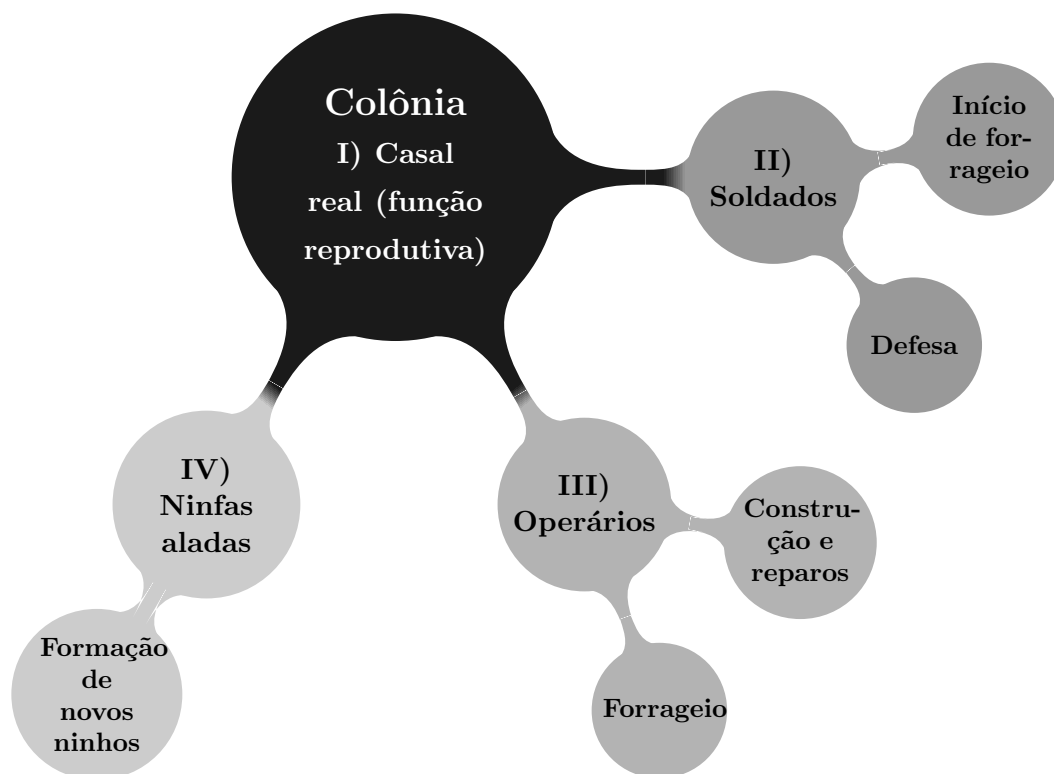 Colônia
I) Casal
real (função
reprodutiva)
II)
Soldados
Início
de for-
rageio
Defesa
III)
Operários
Constru-
ção e
reparos
Forrageio
IV)
Ninfas
aladas
Formação
de
novos
ninhos